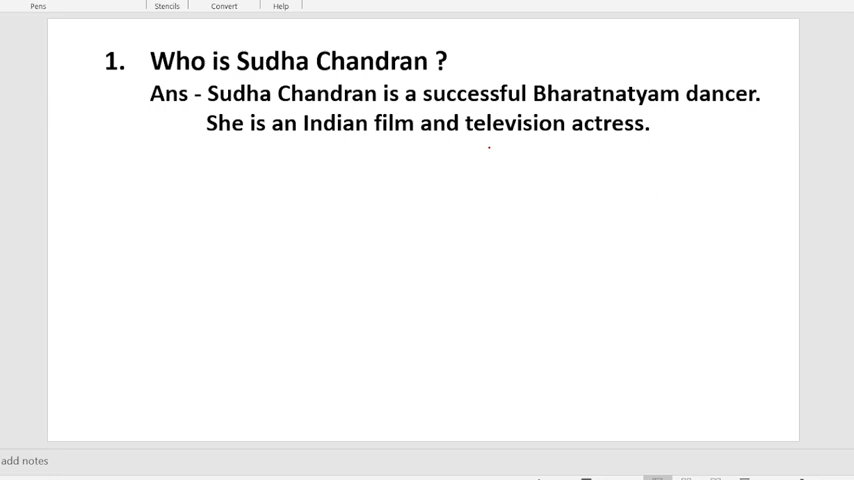 Pens Stencils Convert Help
1. Who is Sudha Chandran ?
Ans - Sudha Chandran is a successful Bharatnatyam dancer.
She is an Indian film and television actress.
add notes